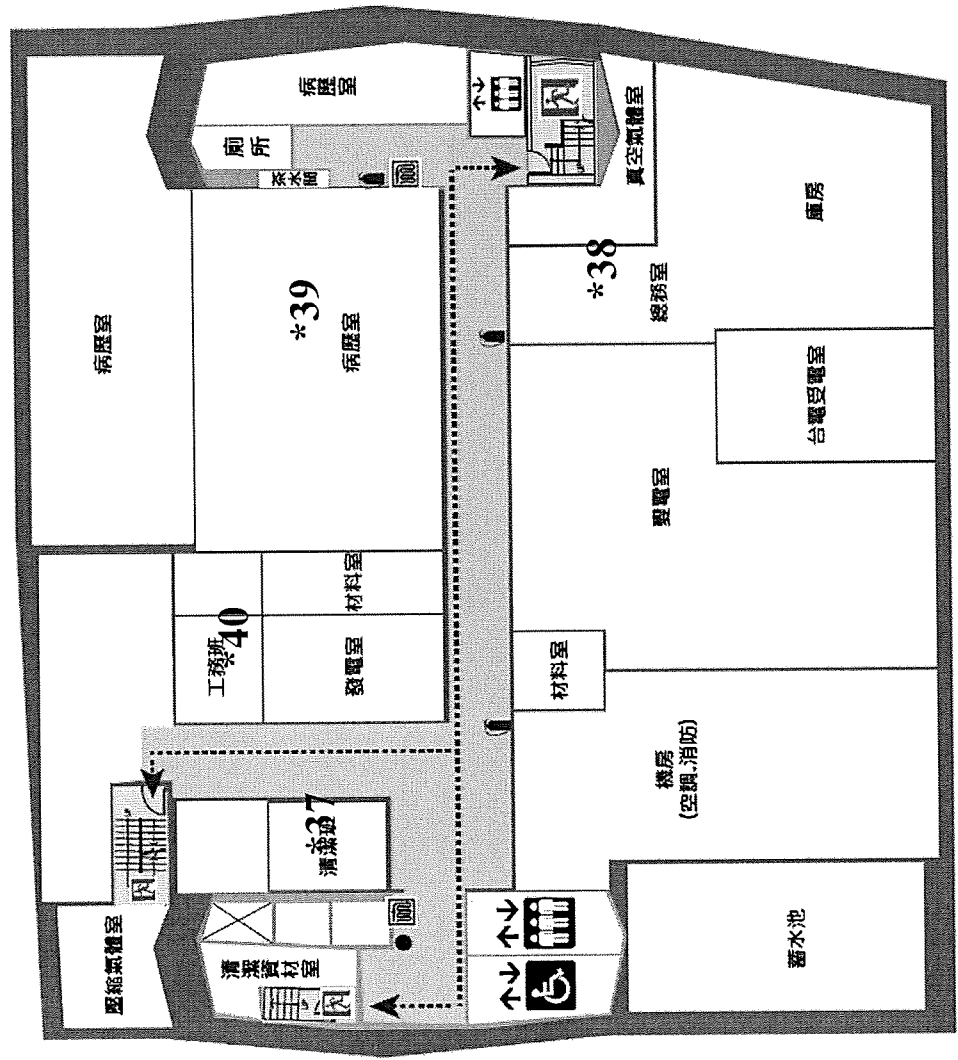 病歷室
廁所
茶水間
真空氣體室
庫房
*38
總務室
*39
病歷室
病歷室
台電受電室
變電室
材料室
*40
工務班
發電室
材料室
機房
(空調、消防)
*37
清潔班
壓縮氣體室
清潔資材室
蓄水池